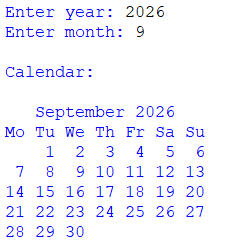 Enter year: 2026
Enter month: 9

Calendar:

   September 2026
Mo Tu We Th Fr Sa Su
    1  2  3  4  5  6
 7  8  9 10 11 12 13
14 15 16 17 18 19 20
21 22 23 24 25 26 27
28 29 30